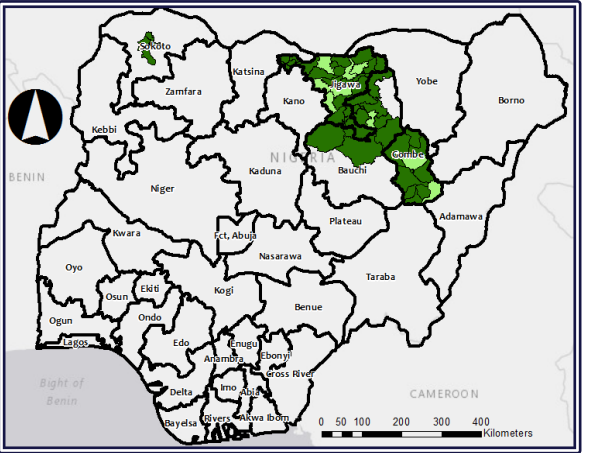 Sokoto
Katsina
Jigawa
Yobe
Borno
Zamfara
Kano
Kebbi
Gombe
NIGERIA
Kaduna
Bauchi
BENIN
Niger
Adamawa
Plateau
Kwara
Fct, Abuja
Nasarawa
Oyo
Taraba
Ekiti
Kogi
Osun
Benue
Ogun
Ondo
Lagos
Edo
Enugu
Anambra
Ebonyi
Cross River
Bight of
Benin
Imo
Abia
Delta
CAMEROON
Bayelsa
Rivers
Akwa Ibom
0 50 100 200 300 400
Kilometers